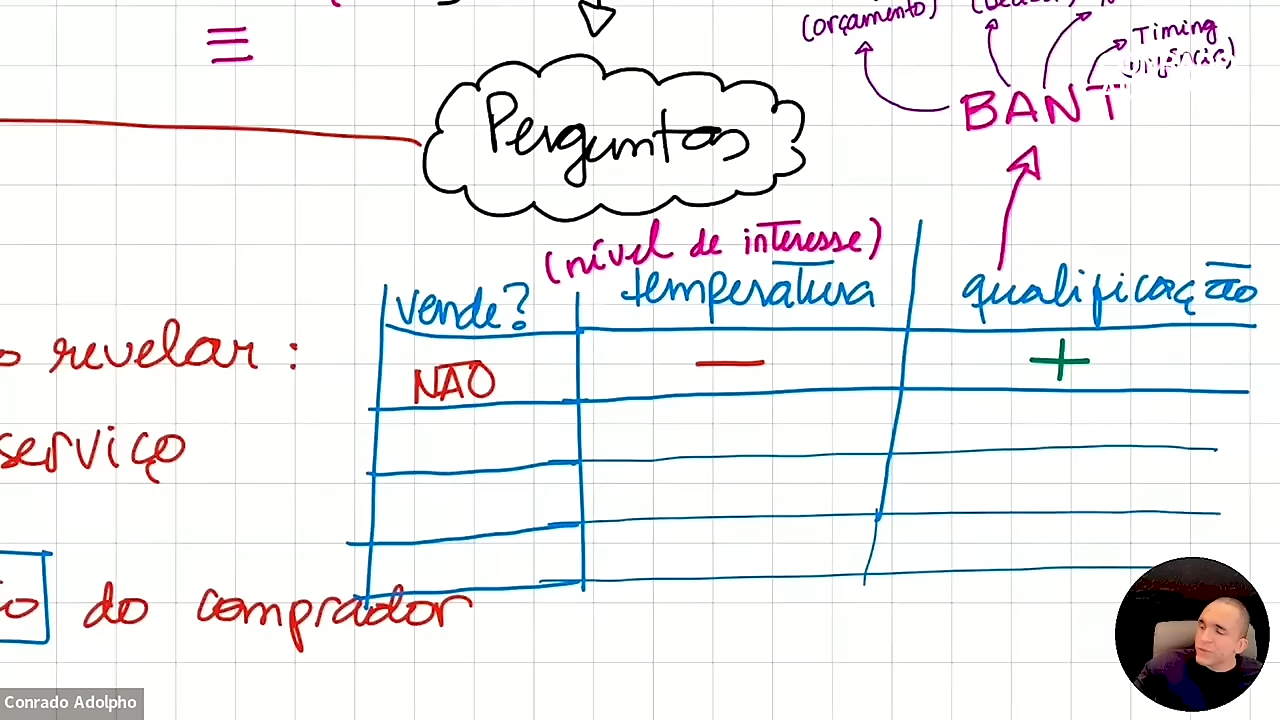 (orçamento)
Timing
BANT
Perguntas
(nível de interesse)
vende?
temperatura
qualificação
revelar:
NÃO
—
+
serviço
do comprador
Conrado Adolpho